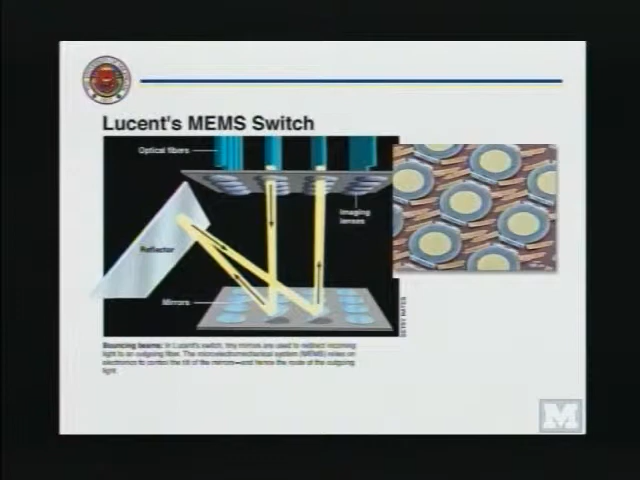 Lucent's MEMS Switch
Optical fibers
Imaging
lenses
Reflector
Mirrors
Bouncing beams: In Lucent's switch, tiny mirrors are used to redirect incoming
light to an outgoing fiber. The microelectromechanical system (MEMS) relies on
electronics to control the tilt of the mirrors—and hence the route of the outgoing
light.
M